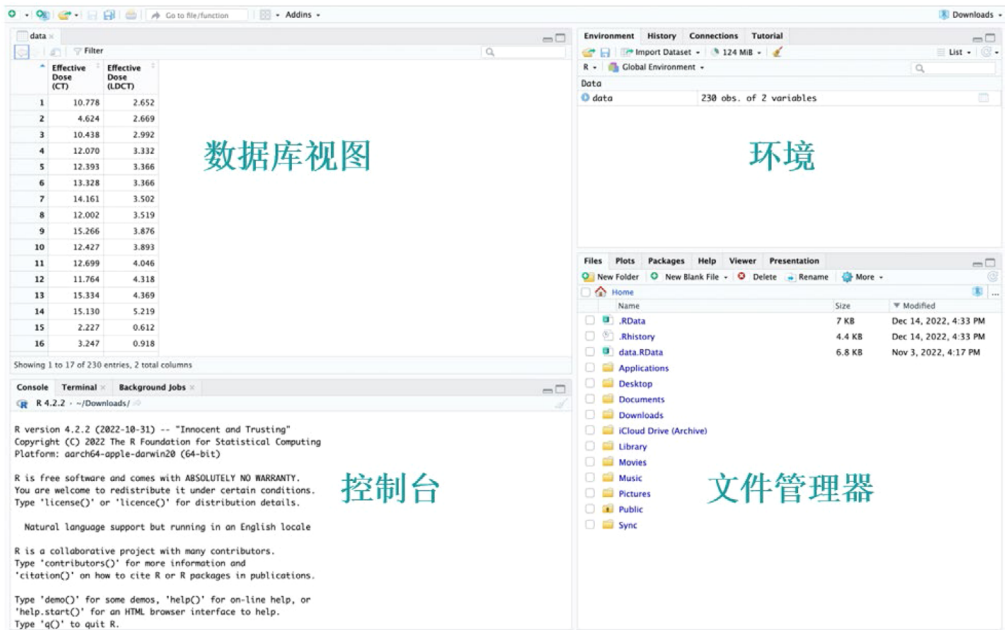 Go to file/function
Addins
Downloads
data
Filter
Effective Dose (CT)
Effective Dose (LDCT)
1 10.778 2.652
2 4.624 2.669
3 10.438 2.992
4 12.070 3.332
5 12.393 3.366
6 13.328 3.366
7 14.161 3.502
8 12.002 3.519
9 15.266 3.876
10 12.427 3.893
11 12.699 4.046
12 11.764 4.318
13 15.334 4.369
14 15.130 5.219
15 2.227 0.612
16 3.247 0.918
Showing 1 to 17 of 230 entries, 2 total columns
数据库视图
Environment History Connections Tutorial
Import Dataset 124 MiB List
R Global Environment
Data
data 230 obs. of 2 variables
环境
Console Terminal Background Jobs
R 4.2.2 · ~/Downloads/
R version 4.2.2 (2022-10-31) -- "Innocent and Trusting"
Copyright (C) 2022 The R Foundation for Statistical Computing
Platform: aarch64-apple-darwin20 (64-bit)
R is free software and comes with ABSOLUTELY NO WARRANTY.
You are welcome to redistribute it under certain conditions.
Type 'license()' or 'licence()' for distribution details.
Natural language support but running in an English locale
R is a collaborative project with many contributors.
Type 'contributors()' for more information and
'citation()' on how to cite R or R packages in publications.
Type 'demo()' for some demos, 'help()' for on-line help, or
'help.start()' for an HTML browser interface to help.
Type 'q()' to quit R.
控制台
Files Plots Packages Help Viewer Presentation
New Folder New Blank File Delete Rename More
Home
Name Size Modified
.RData 7 KB Dec 14, 2022, 4:33 PM
.Rhistory 4.4 KB Dec 14, 2022, 4:33 PM
data.RData 6.8 KB Nov 3, 2022, 4:17 PM
Applications
Desktop
Documents
Downloads
iCloud Drive (Archive)
Library
Movies
Music
Pictures
Public
Sync
文件管理器